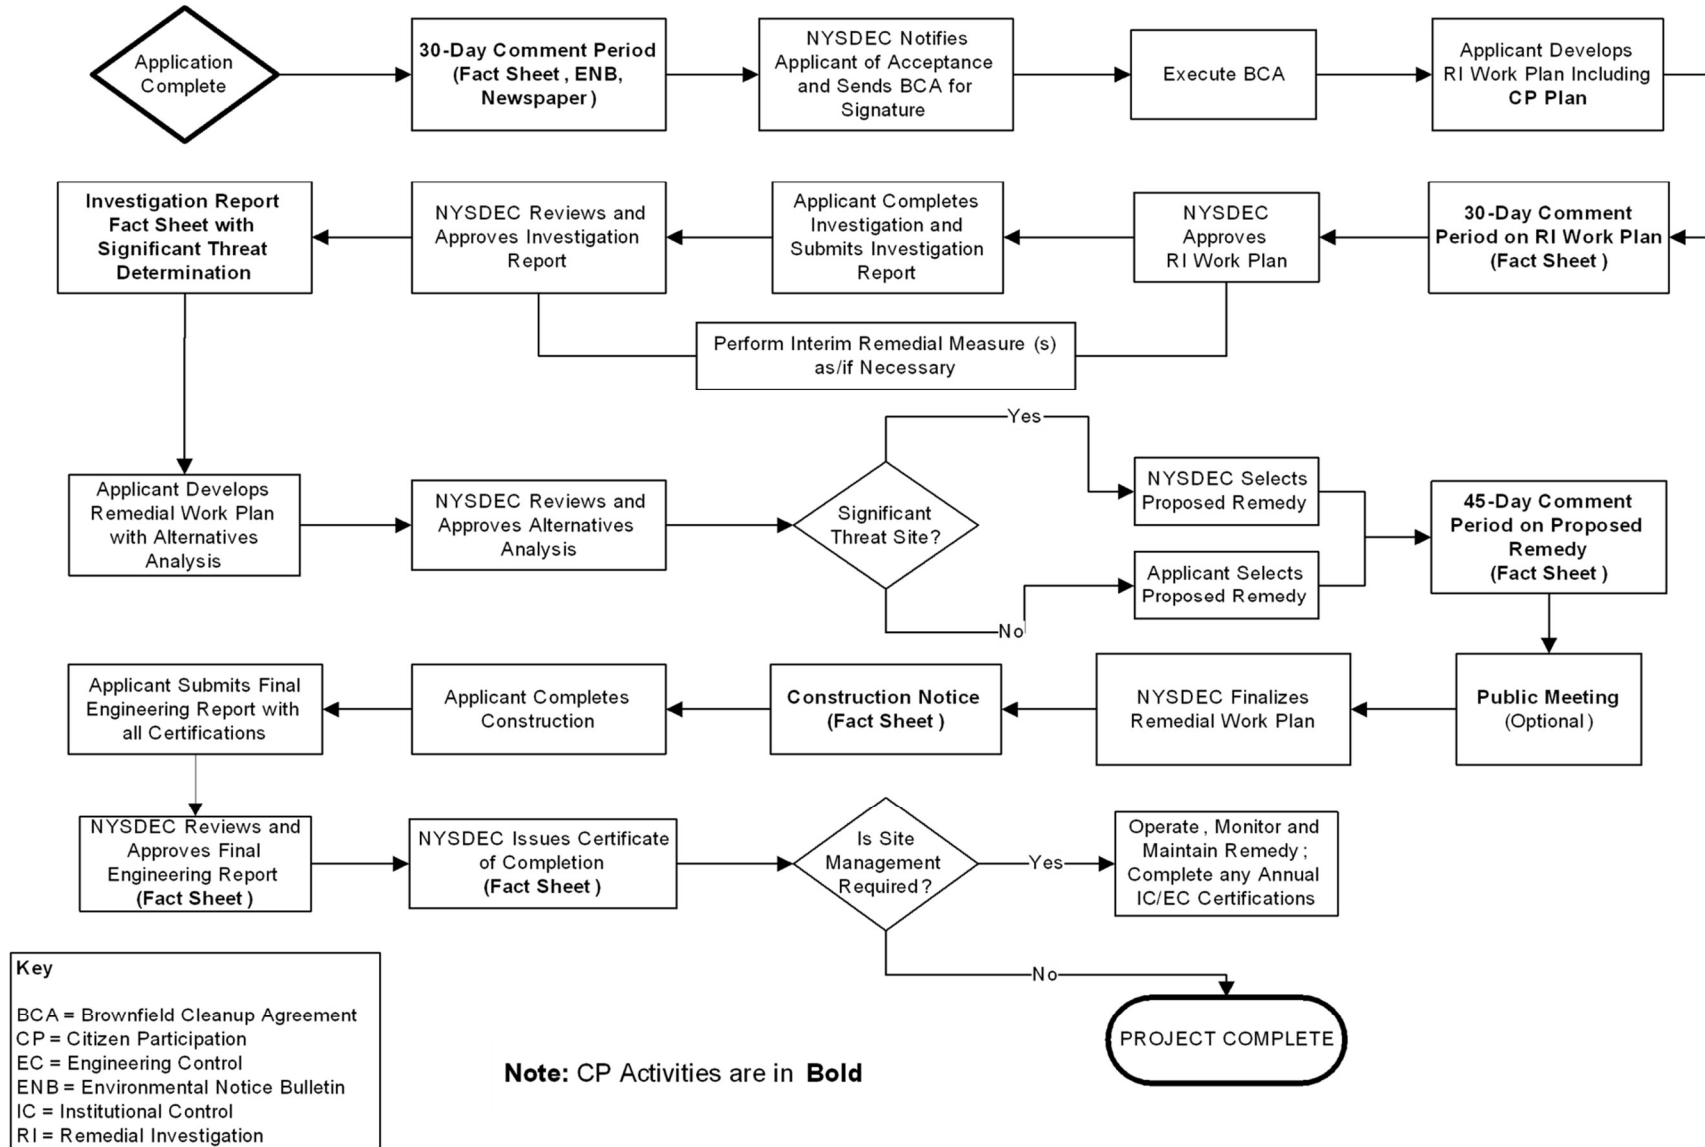 Application
Complete
30-Day Comment Period
(Fact Sheet , ENB,
Newspaper )
NYSDEC Notifies
Applicant of Acceptance
and Sends BCA for
Signature
Execute BCA
Applicant Develops
RI Work Plan Including
CP Plan
Investigation Report
Fact Sheet with
Significant Threat
Determination
NYSDEC Reviews and
Approves Investigation
Report
Applicant Completes
Investigation and
Submits Investigation
Report
NYSDEC
Approves
RI Work Plan
30-Day Comment
Period on RI Work Plan
(Fact Sheet )
Perform Interim Remedial Measure (s)
as/if Necessary
Applicant Develops
Remedial Work Plan
with Alternatives
Analysis
NYSDEC Reviews and
Approves Alternatives
Analysis
Significant
Threat Site?
Yes
No
NYSDEC Selects
Proposed Remedy
Applicant Selects
Proposed Remedy
45-Day Comment
Period on Proposed
Remedy
(Fact Sheet )
Applicant Submits Final
Engineering Report with
all Certifications
Applicant Completes
Construction
Construction Notice
(Fact Sheet )
NYSDEC Finalizes
Remedial Work Plan
Public Meeting
(Optional )
NYSDEC Reviews and
Approves Final
Engineering Report
(Fact Sheet )
NYSDEC Issues Certificate
of Completion
(Fact Sheet )
Is Site
Management
Required ?
Yes
No
Operate , Monitor and
Maintain Remedy ;
Complete any Annual
IC/EC Certifications
PROJECT COMPLETE
Key
BCA = Brownfield Cleanup Agreement
CP = Citizen Participation
EC = Engineering Control
ENB = Environmental Notice Bulletin
IC = Institutional Control
RI = Remedial Investigation
Note: CP Activities are in Bold